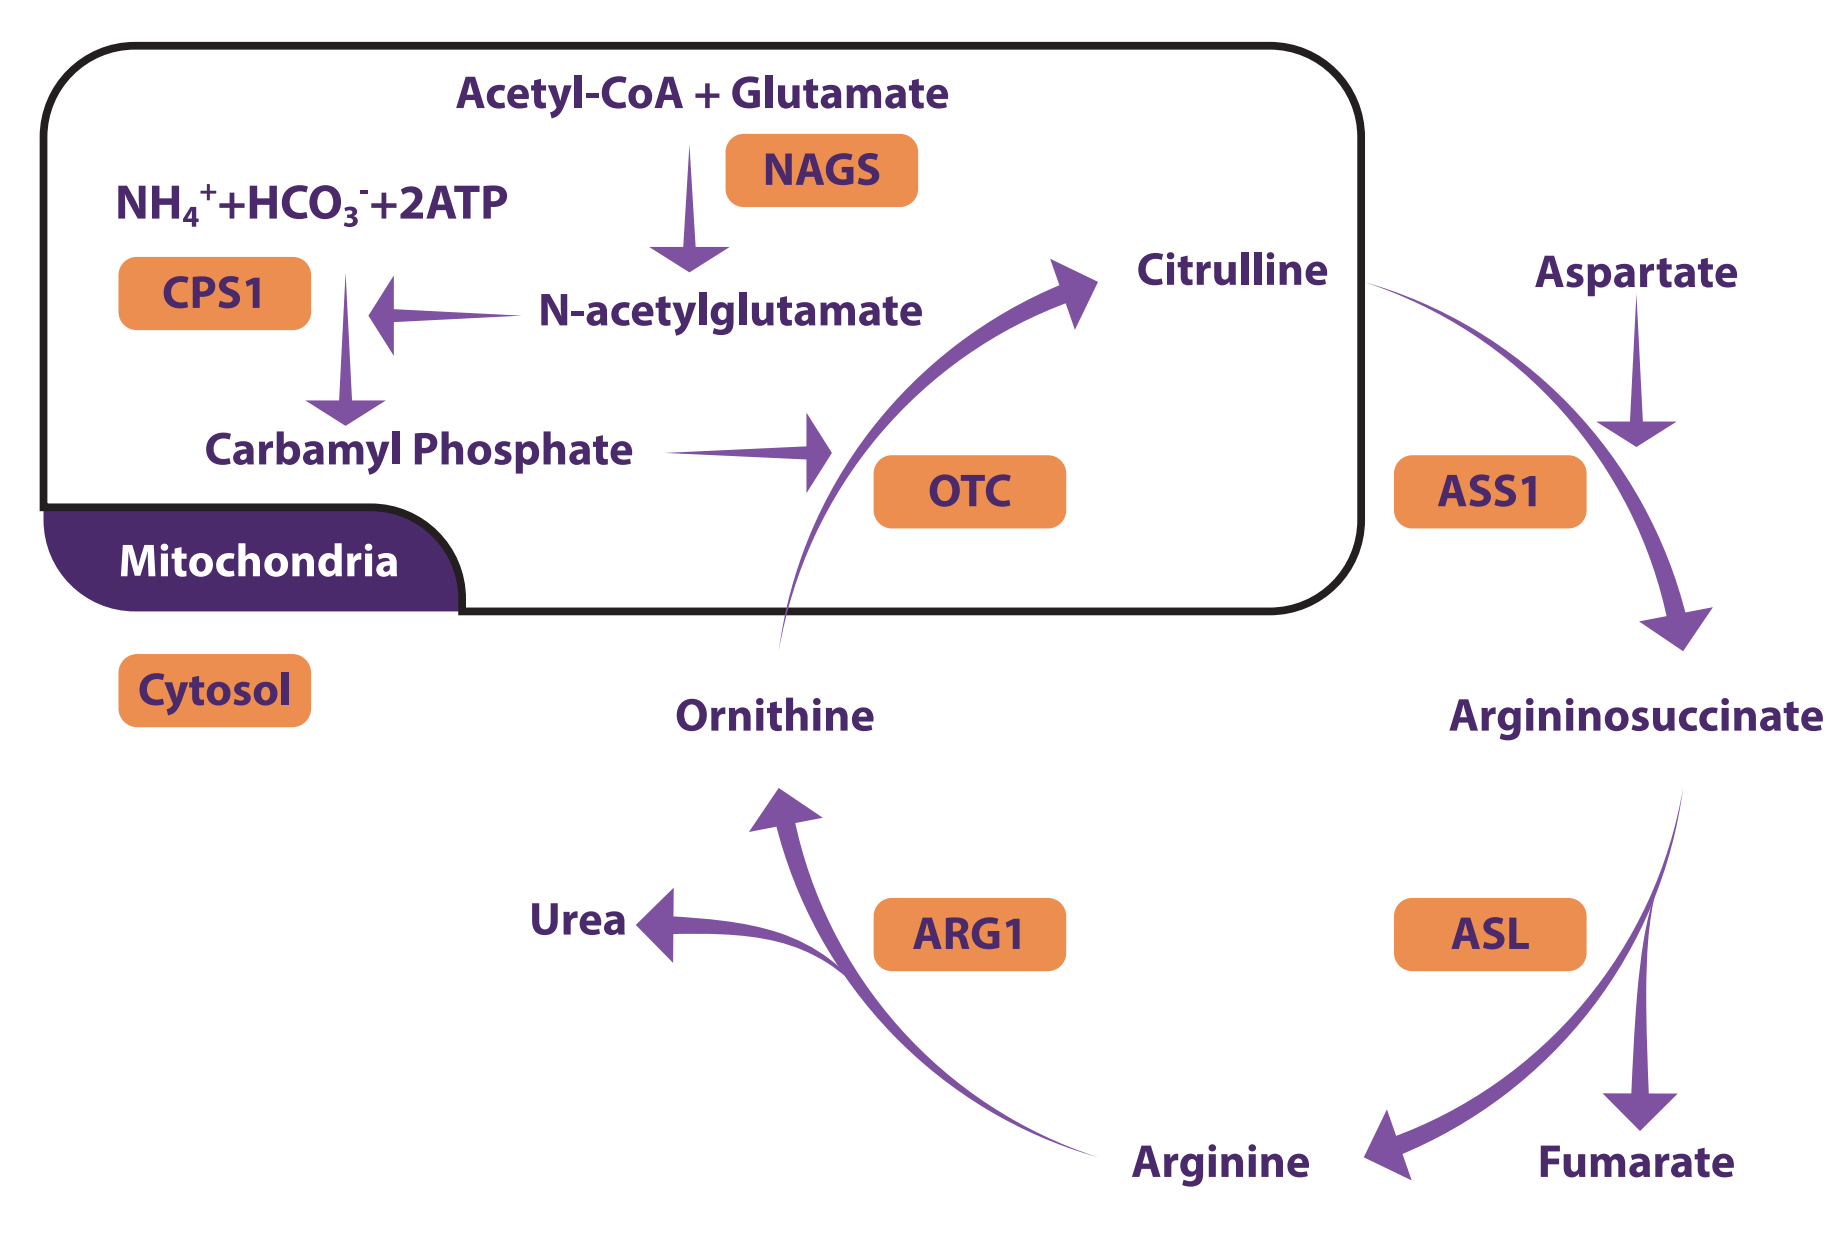 Acetyl-CoA + Glutamate
NAGS
NH₄⁺+HCO₃⁻+2ATP
CPS1
N-acetylglutamate
Citrulline
Aspartate
Carbamyl Phosphate
OTC
ASS1
Mitochondria
Cytosol
Ornithine
Argininosuccinate
Urea
ARG1
ASL
Arginine
Fumarate